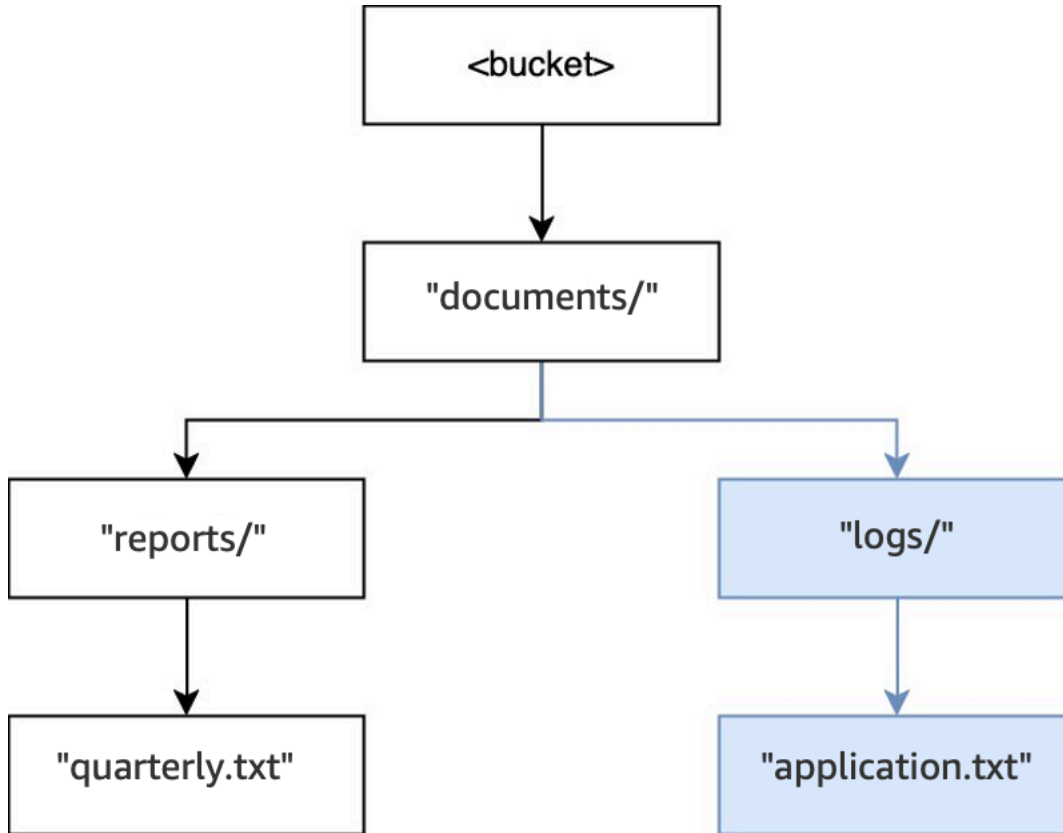 <bucket>
"documents/"
"reports/"
"logs/"
"quarterly.txt"
"application.txt"